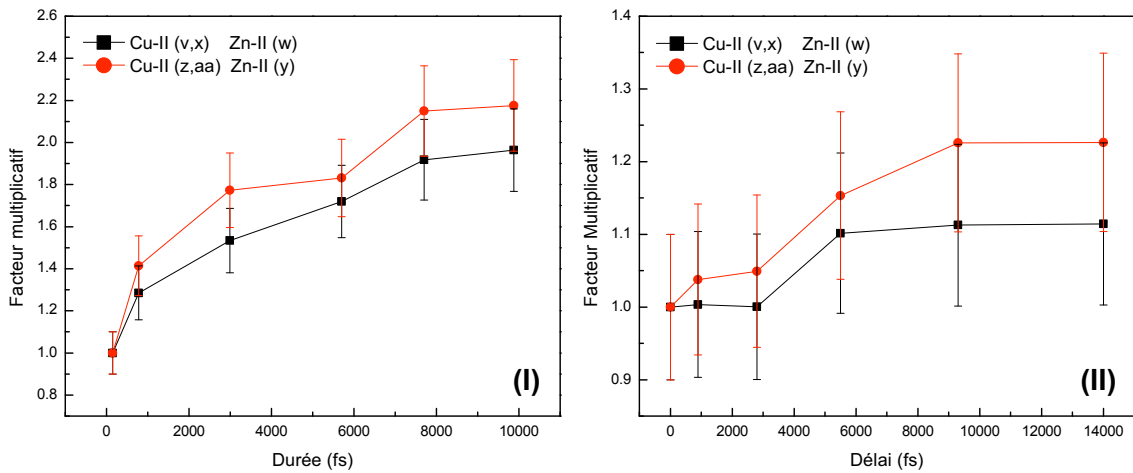 2.6
2.4
2.2
2.0
1.8
1.6
1.4
1.2
1.0
0.8
Facteur multiplicatif
Cu-II (v,x) Zn-II (w)
Cu-II (z,aa) Zn-II (y)
(I)
0 2000 4000 6000 8000 10000
Durée (fs)
1.4
1.3
1.2
1.1
1.0
0.9
Facteur Multiplicatif
Cu-II (v,x) Zn-II (w)
Cu-II (z,aa) Zn-II (y)
(II)
0 2000 4000 6000 8000 10000 12000 14000
Délai (fs)